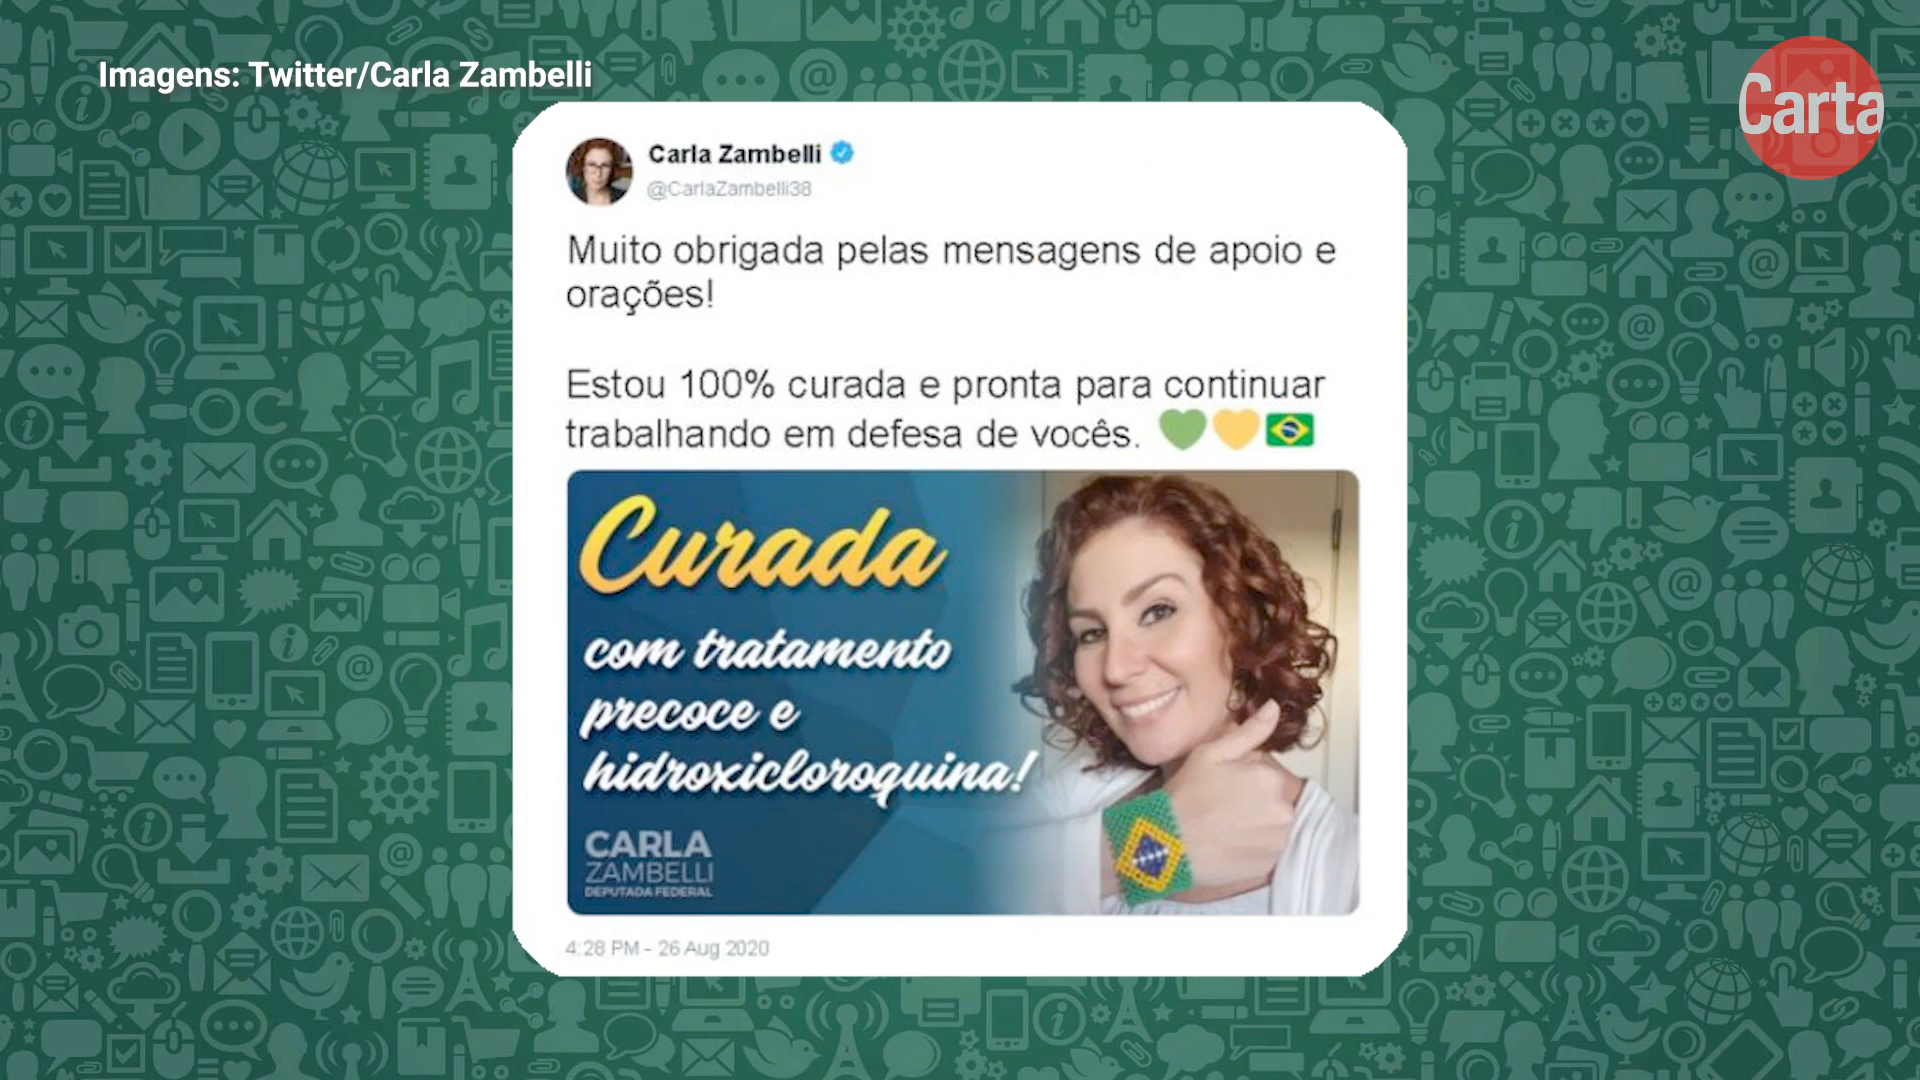 Imagens: Twitter/Carla Zambelli
Carta
Carla Zambelli
@CarlaZambelli38
Muito obrigada pelas mensagens de apoio e
orações!
Estou 100% curada e pronta para continuar
trabalhando em defesa de vocês. 💚💛🇧🇷
Curada
com tratamento
precoce e
hidroxicloroquina!
CARLA
ZAMBELLI
DEPUTADA FEDERAL
4:28 PM - 26 Aug 2020